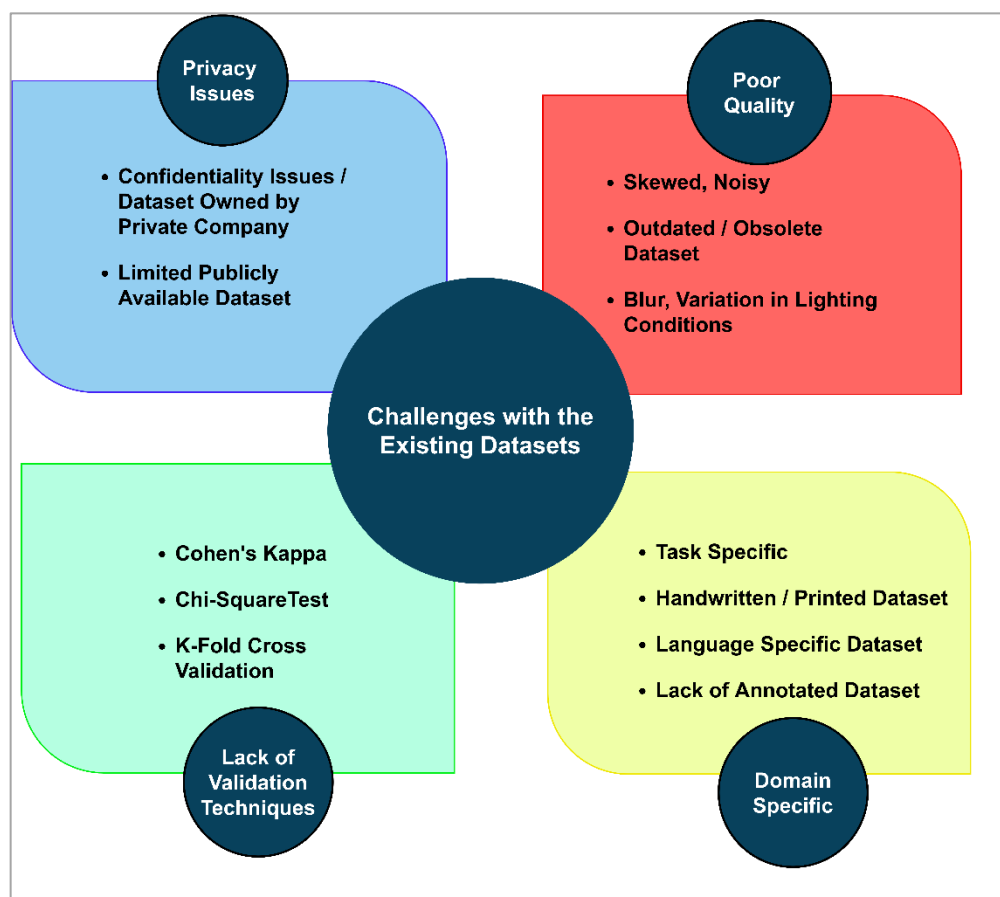 Privacy
Issues
• Confidentiality Issues /
Dataset Owned by
Private Company
• Limited Publicly
Available Dataset
Poor
Quality
• Skewed, Noisy
• Outdated / Obsolete
Dataset
• Blur, Variation in Lighting
Conditions
Challenges with the
Existing Datasets
• Cohen's Kappa
• Chi-SquareTest
• K-Fold Cross
Validation
Lack of
Validation
Techniques
• Task Specific
• Handwritten / Printed Dataset
• Language Specific Dataset
• Lack of Annotated Dataset
Domain
Specific